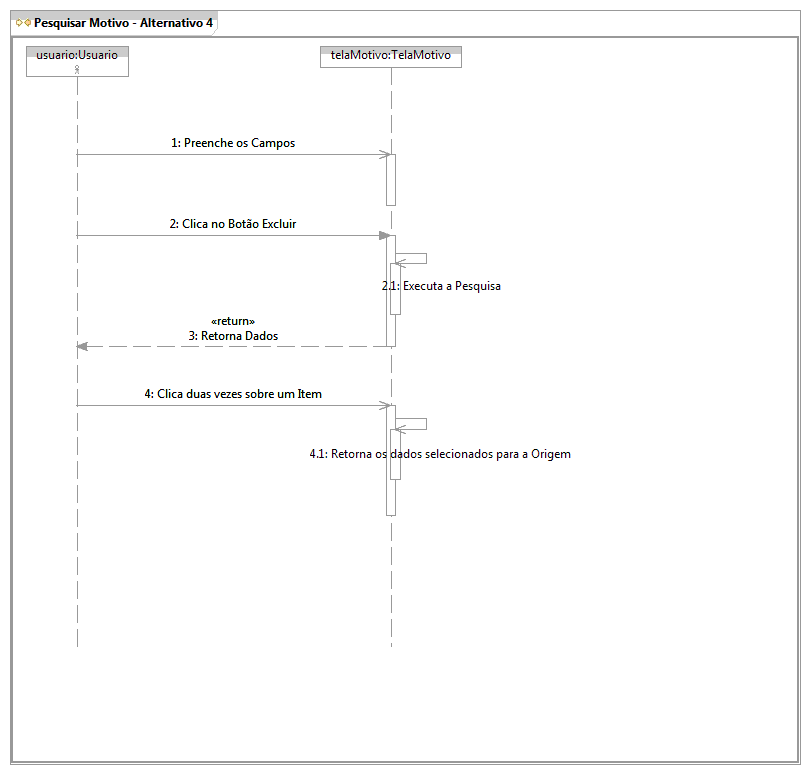 Pesquisar Motivo - Alternativo 4
usuario:Usuario
telaMotivo:TelaMotivo
1: Preenche os Campos
2: Clica no Botão Excluir
2.1: Executa a Pesquisa
«return»
3: Retorna Dados
4: Clica duas vezes sobre um Item
4.1: Retorna os dados selecionados para a Origem